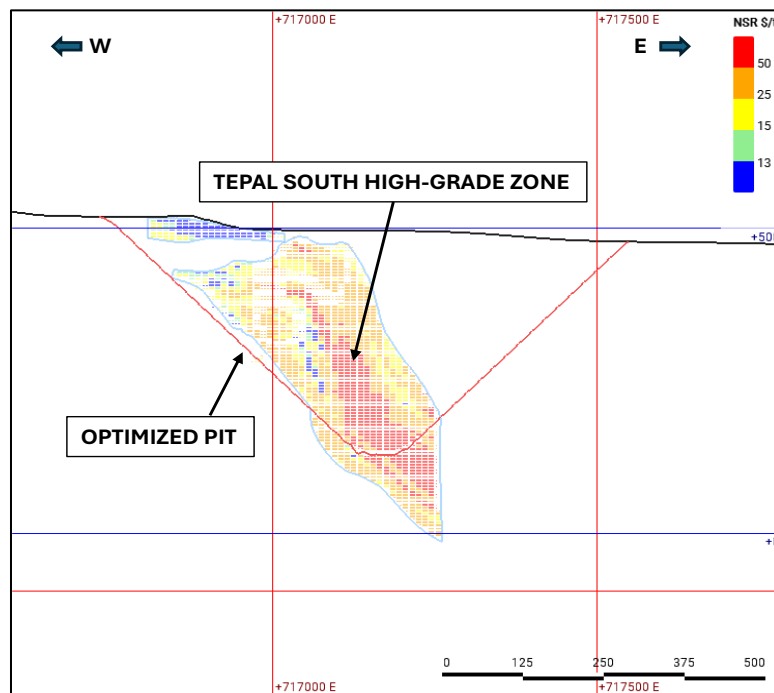 +717000 E
+717500 E
NSR $/t
W
E
50
25
15
13
TEPAL SOUTH HIGH-GRADE ZONE
OPTIMIZED PIT
0
125
250
375
500
+717000 E
+717500 E